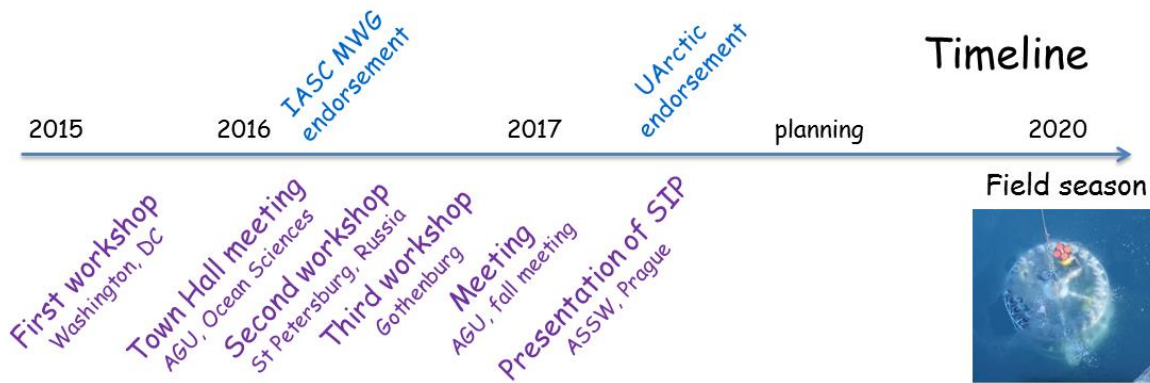 Timeline
IASC MWG
endorsement
UArctic
endorsement
2015
2016
2017
planning
2020
First workshop
Washington, DC
Town Hall meeting
AGU, Ocean Sciences
Second workshop
St Petersburg, Russia
Third workshop
Gothenburg
Meeting
AGU, fall meeting
Presentation of SIP
ASSW, Prague
Field season